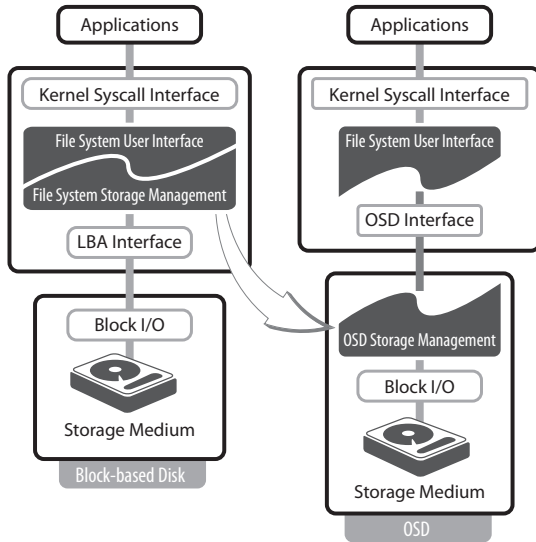 Applications
Kernel Syscall Interface
File System User Interface
File System Storage Management
LBA Interface
Block I/O
Storage Medium
Block-based Disk
Applications
Kernel Syscall Interface
File System User Interface
OSD Interface
OSD Storage Management
Block I/O
Storage Medium
OSD